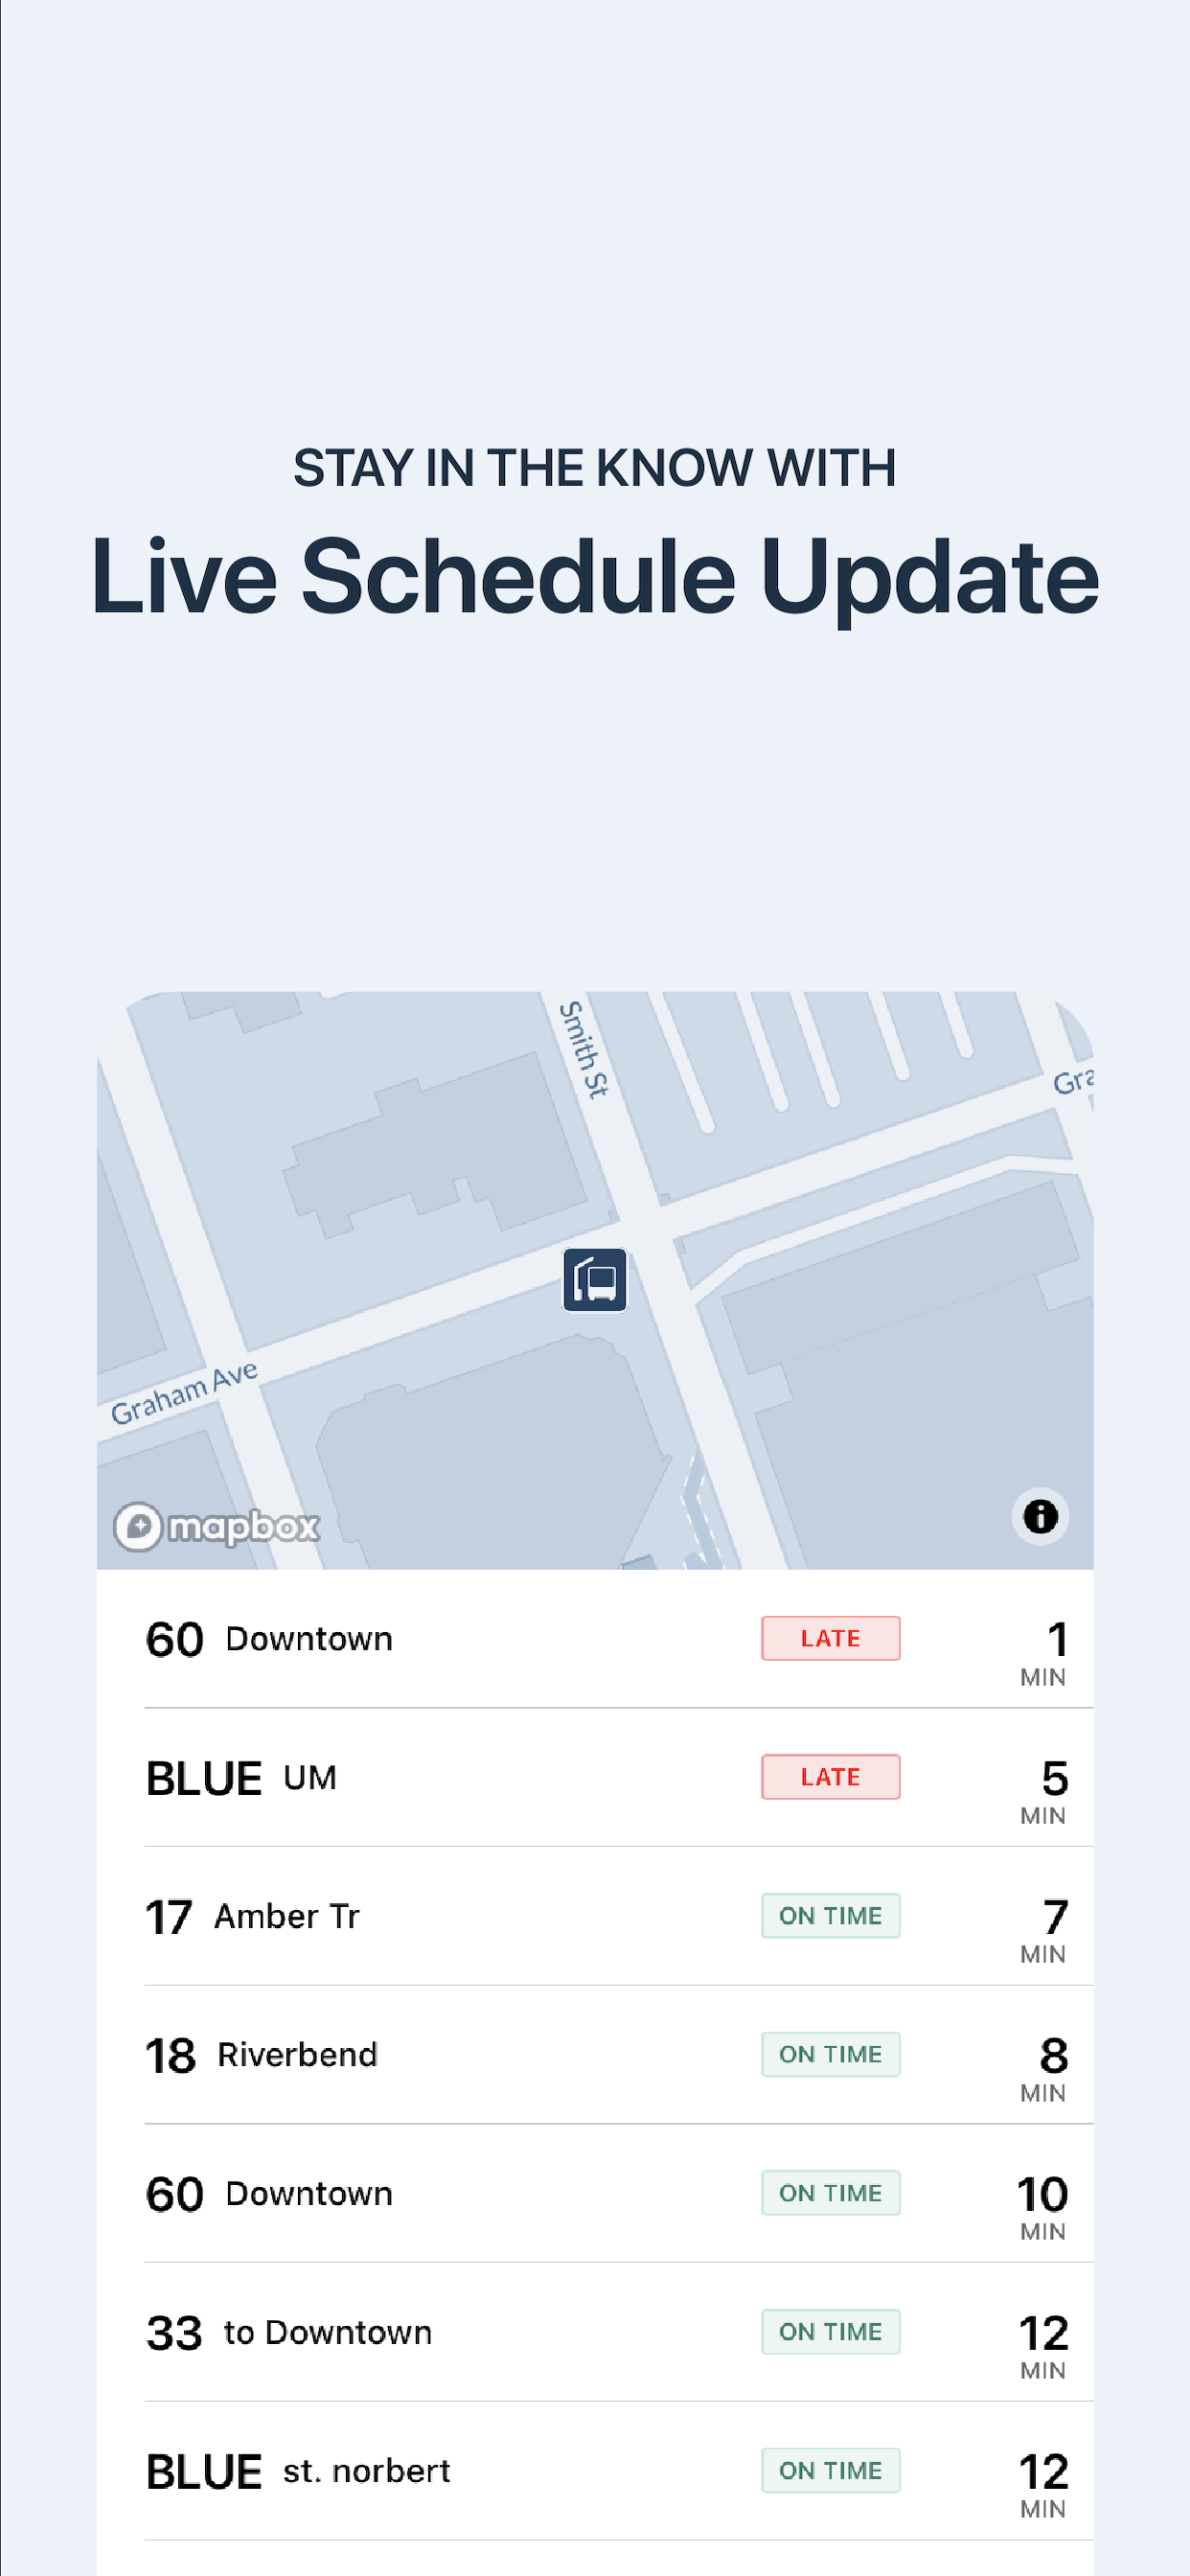 STAY IN THE KNOW WITH
Live Schedule Update
Smith St
Graham Ave
mapbox
60 Downtown LATE 1 MIN
BLUE UM LATE 5 MIN
17 Amber Tr ON TIME 7 MIN
18 Riverbend ON TIME 8 MIN
60 Downtown ON TIME 10 MIN
33 to Downtown ON TIME 12 MIN
BLUE st. norbert ON TIME 12 MIN